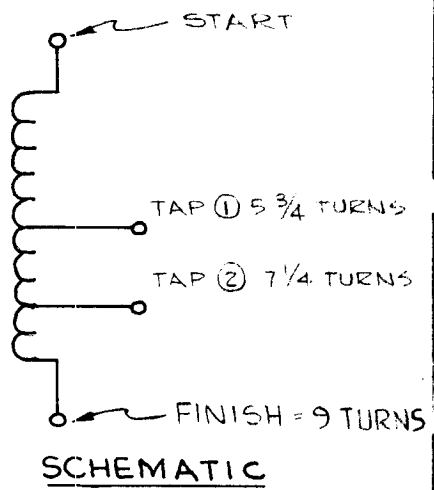 START
TAP ① 5 3/4 TURNS
TAP ② 7 1/4 TURNS
FINISH = 9 TURNS
SCHEMATIC